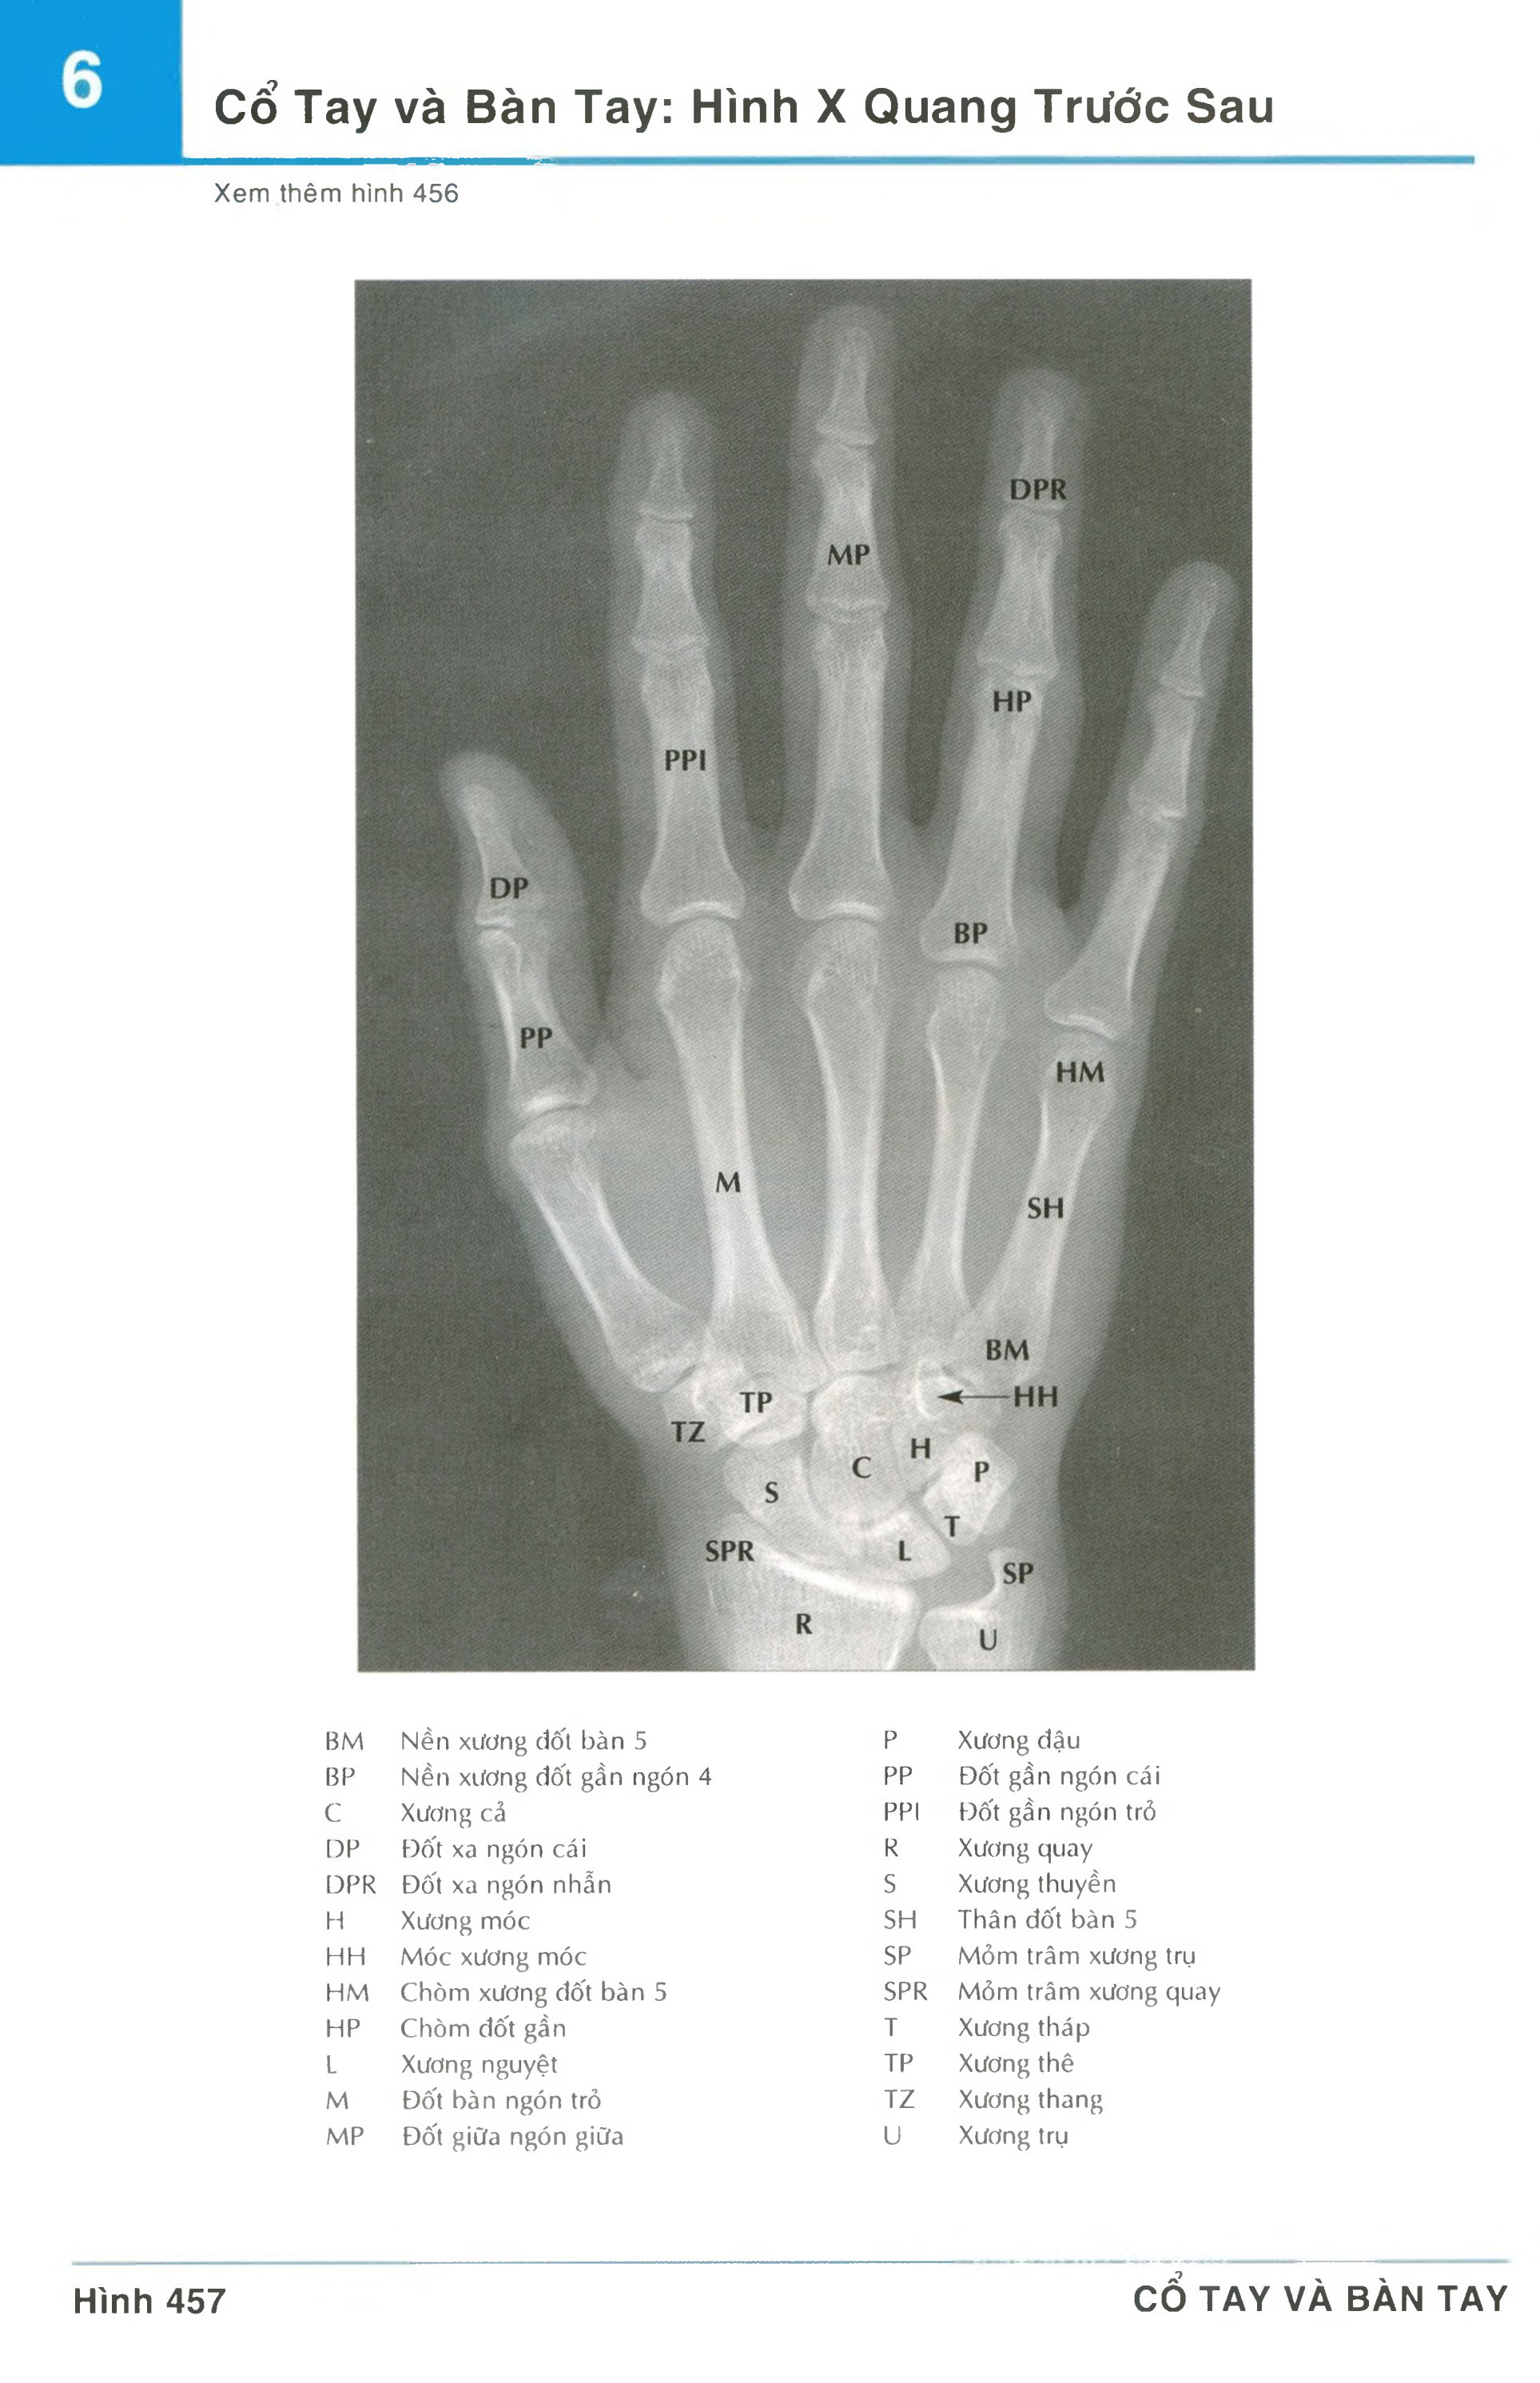 6
Cổ Tay và Bàn Tay: Hình X Quang Trước Sau
Xem thêm hình 456
DPR
MP
HP
PPI
DP
BP
PP
HM
M
SH
BM
TP
HH
TZ
H
C
P
S
T
SPR
L
SP
R
U
BM Nền xương đốt bàn 5
BP Nền xương đốt gần ngón 4
C Xương cả
DP Đốt xa ngón cái
DPR Đốt xa ngón nhẫn
H Xương móc
HH Móc xương móc
HM Chòm xương đốt bàn 5
HP Chòm đốt gần
L Xương nguyệt
M Đốt bàn ngón trỏ
MP Đốt giữa ngón giữa
P Xương đậu
PP Đốt gần ngón cái
PPI Đốt gần ngón trỏ
R Xương quay
S Xương thuyền
SH Thân đốt bàn 5
SP Mỏm trâm xương trụ
SPR Mỏm trâm xương quay
T Xương tháp
TP Xương thê
TZ Xương thang
U Xương trụ
Hình 457
CỔ TAY VÀ BÀN TAY